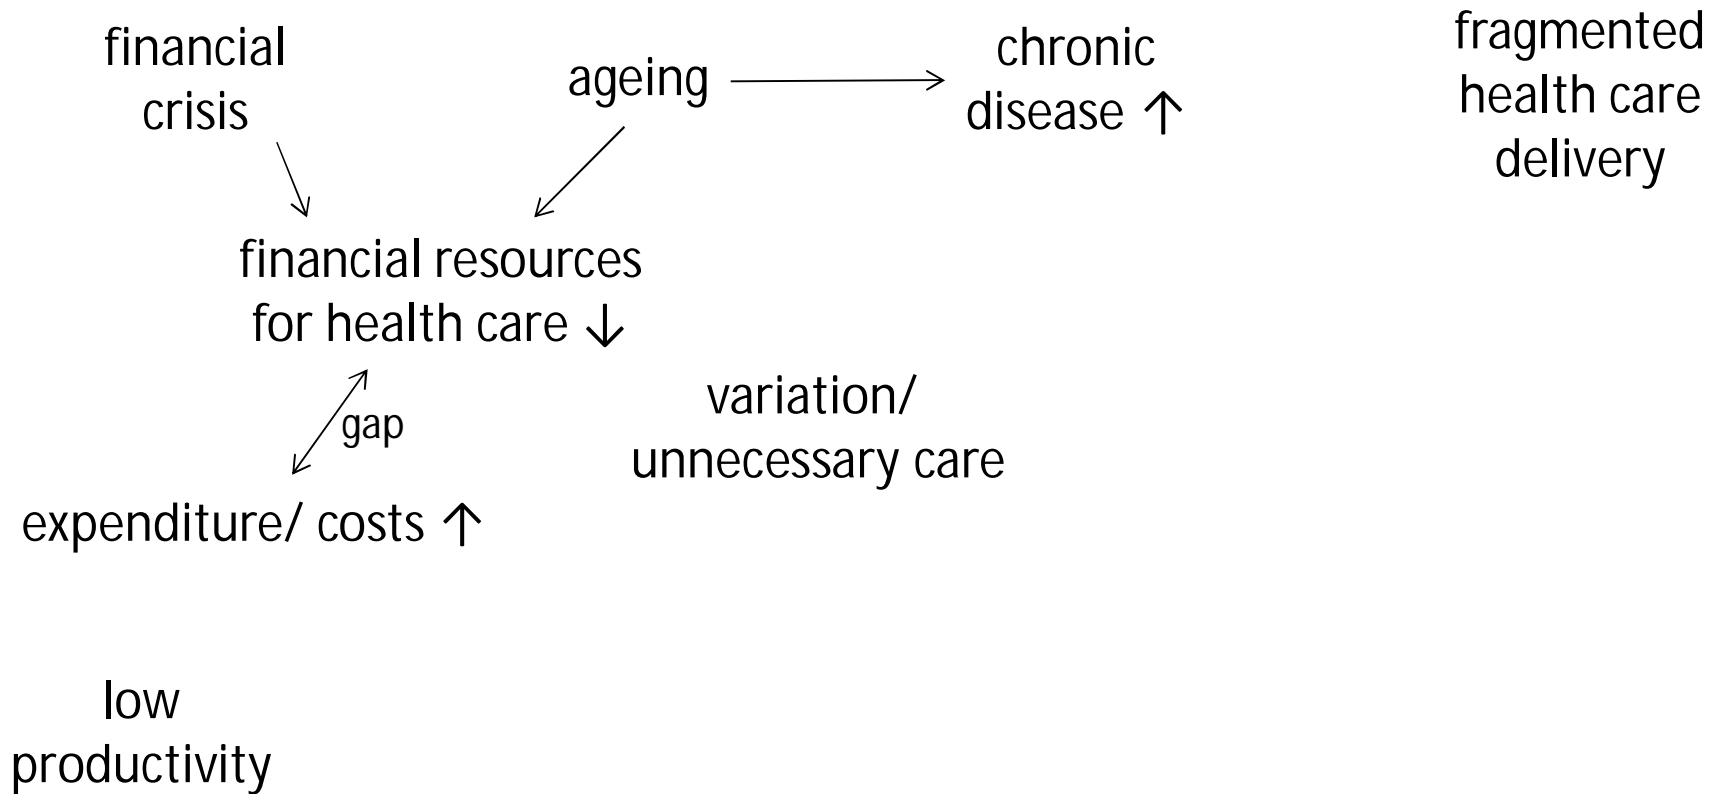 financial
crisis
ageing
chronic
disease ↑
fragmented
health care
delivery
financial resources
for health care ↓
gap
variation/
unnecessary care
expenditure/ costs ↑
low
productivity